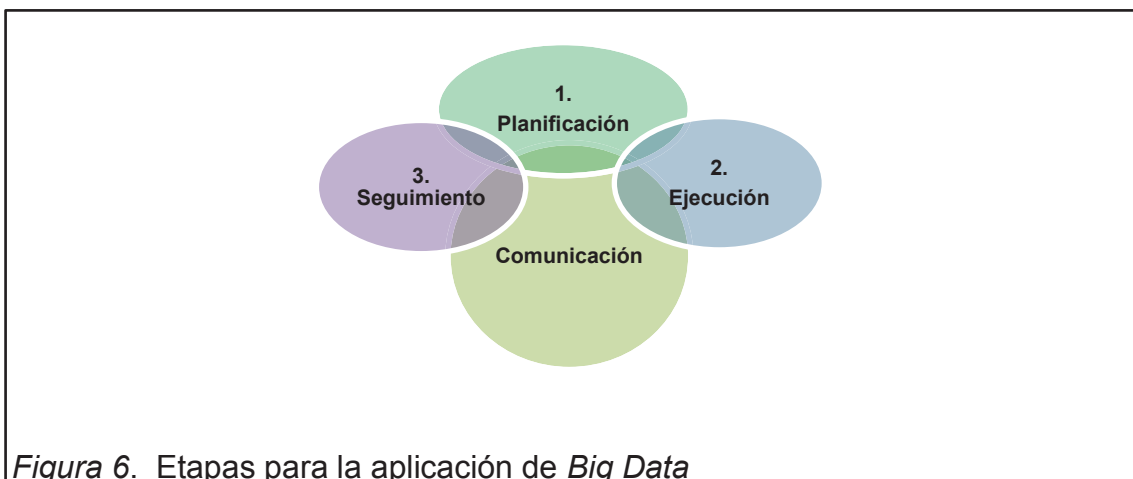 1.
Planificación
2.
Ejecución
3.
Seguimiento
Comunicación
Figura 6. Etapas para la aplicación de Big Data